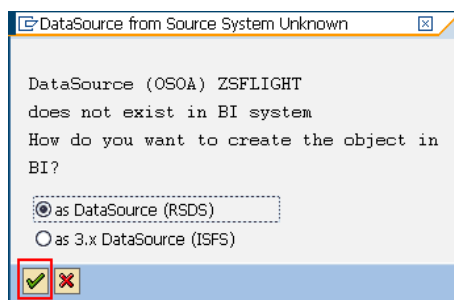 DataSource from Source System Unknown
DataSource (OSOA) ZSFLIGHT
does not exist in BI system
How do you want to create the object in
BI?
as DataSource (RSDS)
as 3.x DataSource (ISFS)